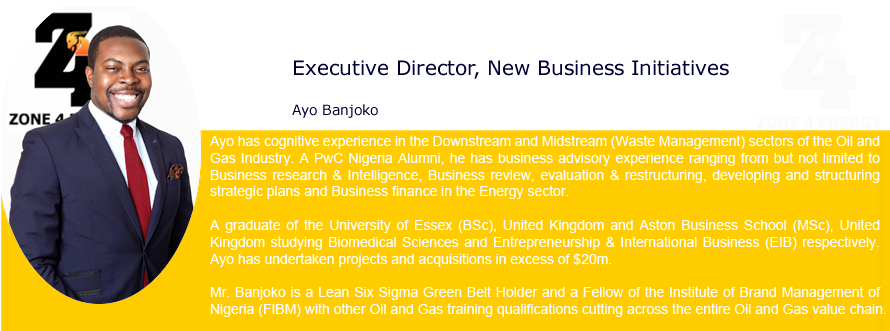 Z4
ZONE 4 ENERGY
Executive Director, New Business Initiatives
Ayo Banjoko
ZONE 4 EN
Ayo has cognitive experience in the Downstream and Midstream (Waste Management) sectors of the Oil and
Gas Industry. A PwC Nigeria Alumni, he has business advisory experience ranging from but not limited to
Business research & Intelligence, Business review, evaluation & restructuring, developing and structuring
strategic plans and Business finance in the Energy sector.
A graduate of the University of Essex (BSc), United Kingdom and Aston Business School (MSc), United
Kingdom studying Biomedical Sciences and Entrepreneurship & International Business (EIB) respectively.
Ayo has undertaken projects and acquisitions in excess of $20m.
Mr. Banjoko is a Lean Six Sigma Green Belt Holder and a Fellow of the Institute of Brand Management of
Nigeria (FIBM) with other Oil and Gas training qualifications cutting across the entire Oil and Gas value chain.